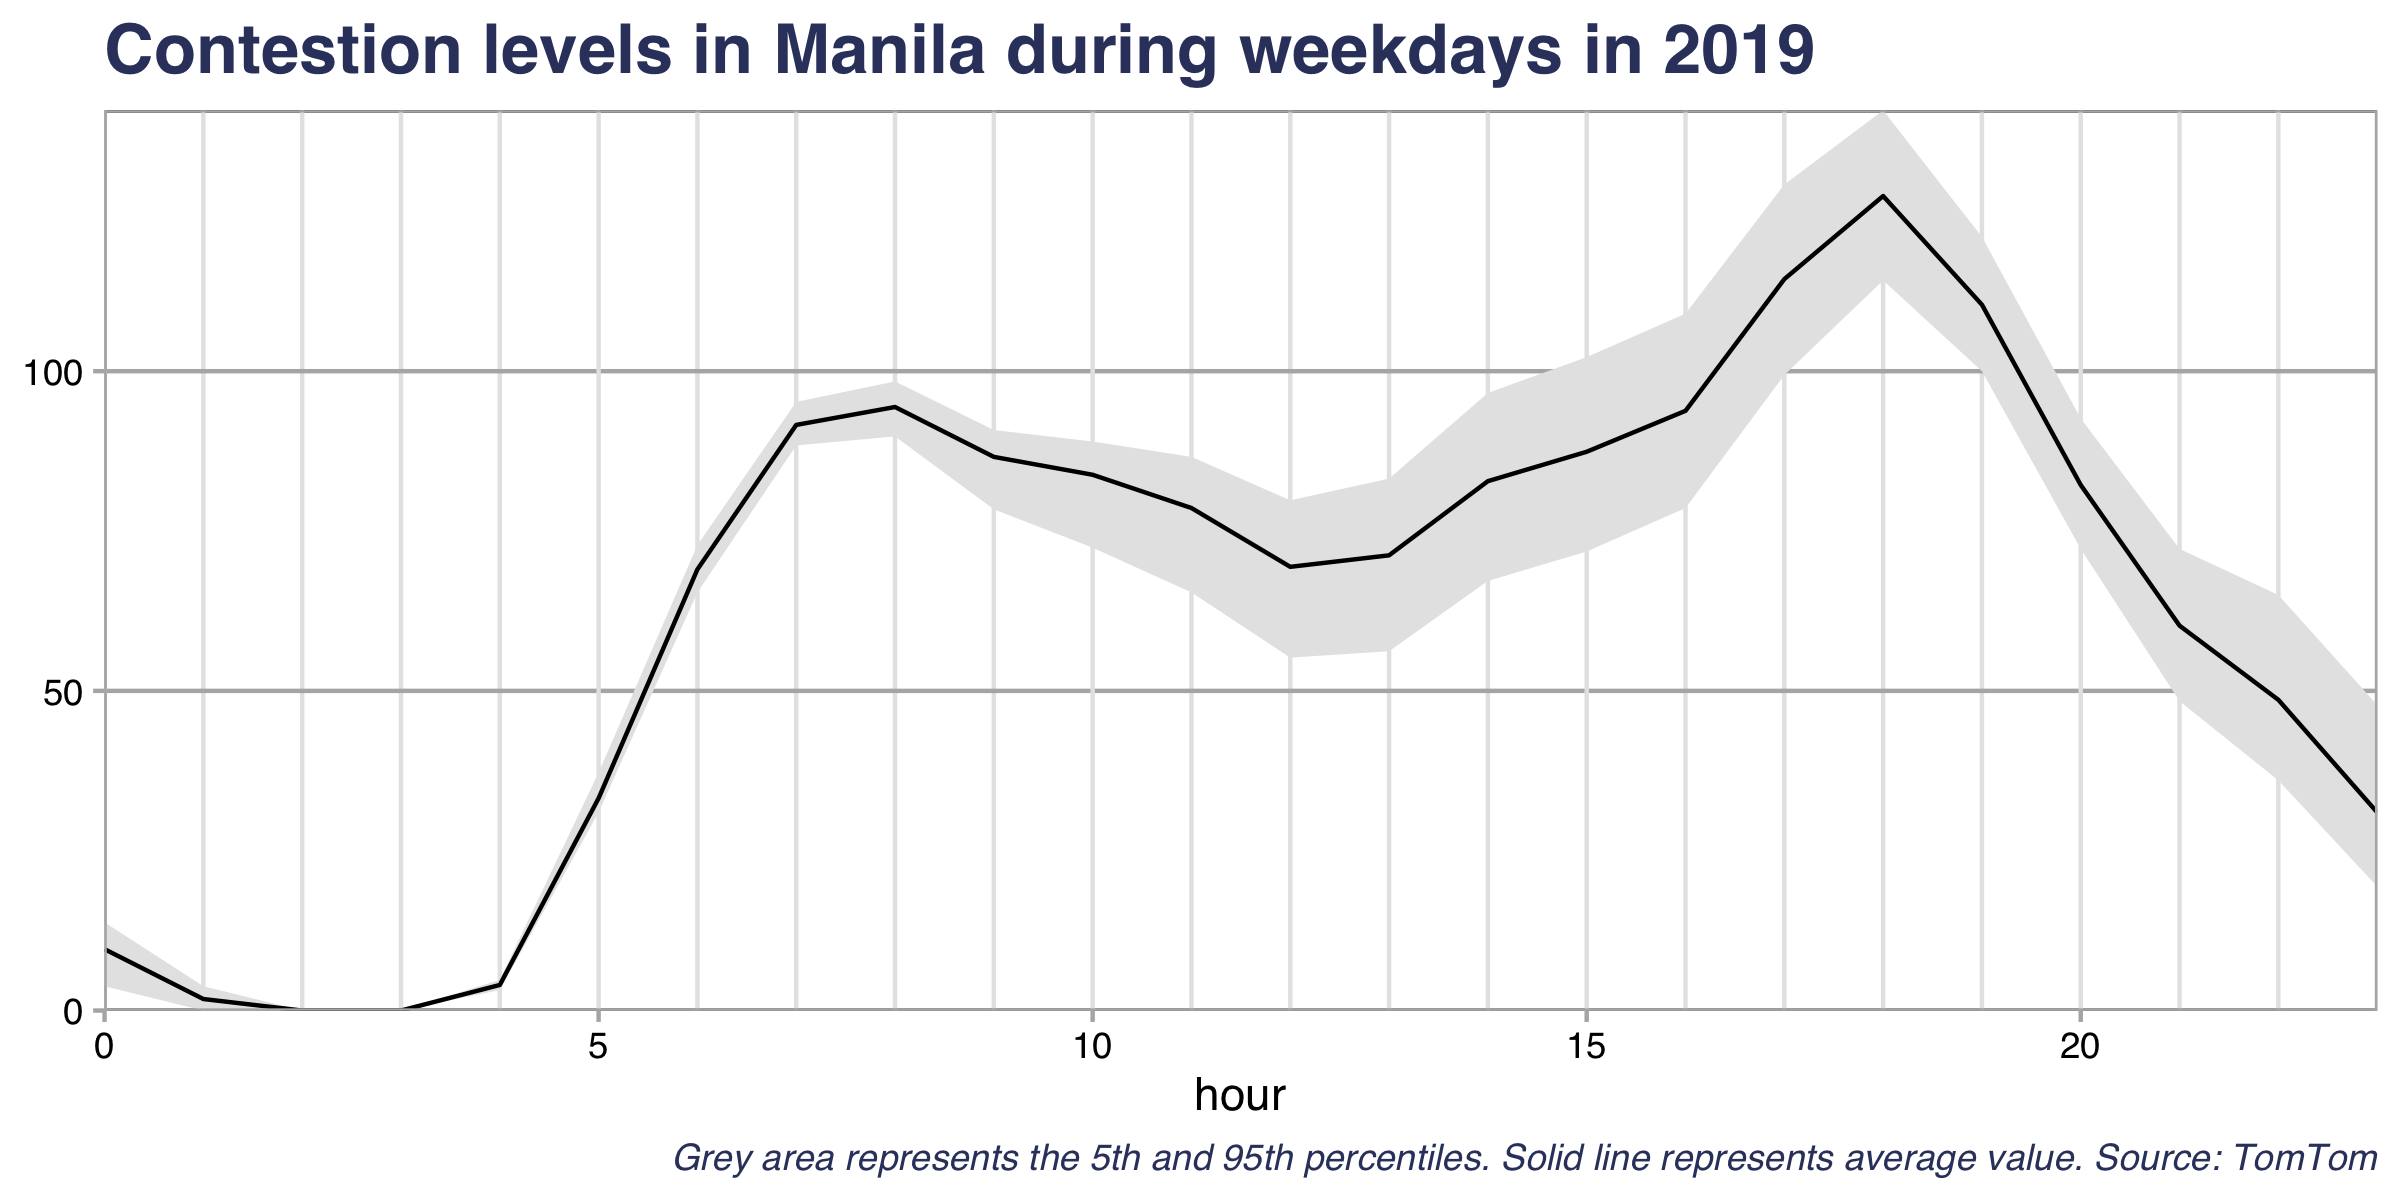 Contestion levels in Manila during weekdays in 2019
100
50
0
0 5 10 15 20
hour
Grey area represents the 5th and 95th percentiles. Solid line represents average value. Source: TomTom